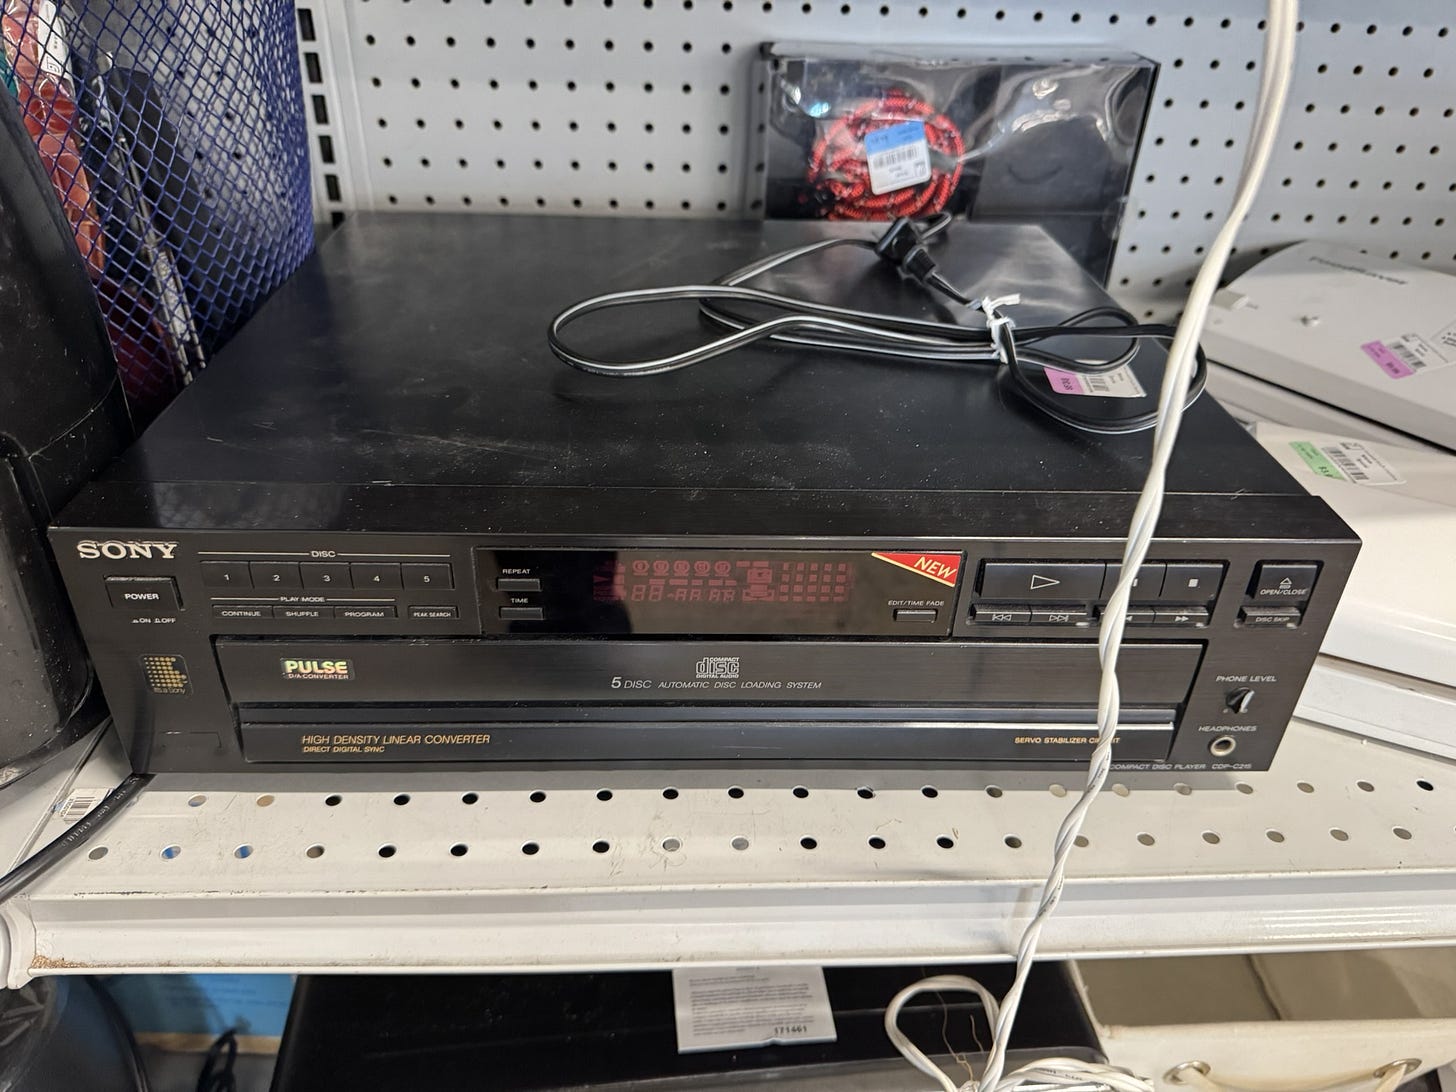 SONY
DISC
1 2 3 4 5
POWER
ON OFF
PLAY MODE
CONTINUE SHUFFLE PROGRAM PEAK SEARCH
REPEAT
TIME
NEW
EDIT/TIME FADE
OPEN/CLOSE
DISC SKIP
It's a Sony
PULSE
D/A CONVERTER
COMPACT
disc
DIGITAL AUDIO
5 DISC AUTOMATIC DISC LOADING SYSTEM
PHONE LEVEL
HEADPHONES
HIGH DENSITY LINEAR CONVERTER
DIRECT DIGITAL SYNC
SERVO STABILIZER
COMPACT DISC PLAYER CDP-C215
171461